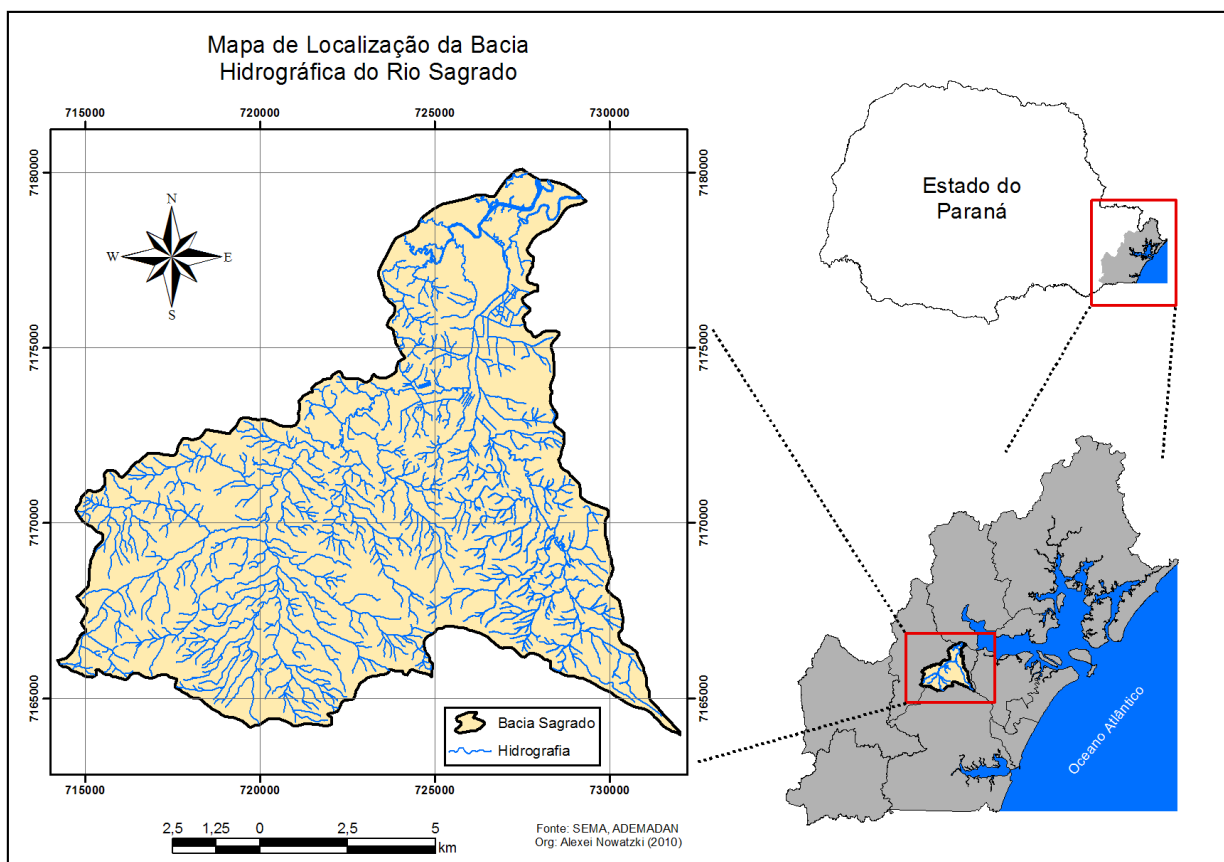 Mapa de Localização da Bacia
Hidrográfica do Rio Sagrado
715000
720000
725000
730000
7180000
7180000
7175000
7175000
7170000
7170000
7165000
7165000
N
W
E
S
Bacia Sagrado
Hidrografia
715000
720000
725000
730000
2,5
1,25
0
2,5
5
km
Fonte: SEMA, ADEMADAN
Org: Alexei Nowatzki (2010)
Estado do
Paraná
Oceano Atlântico